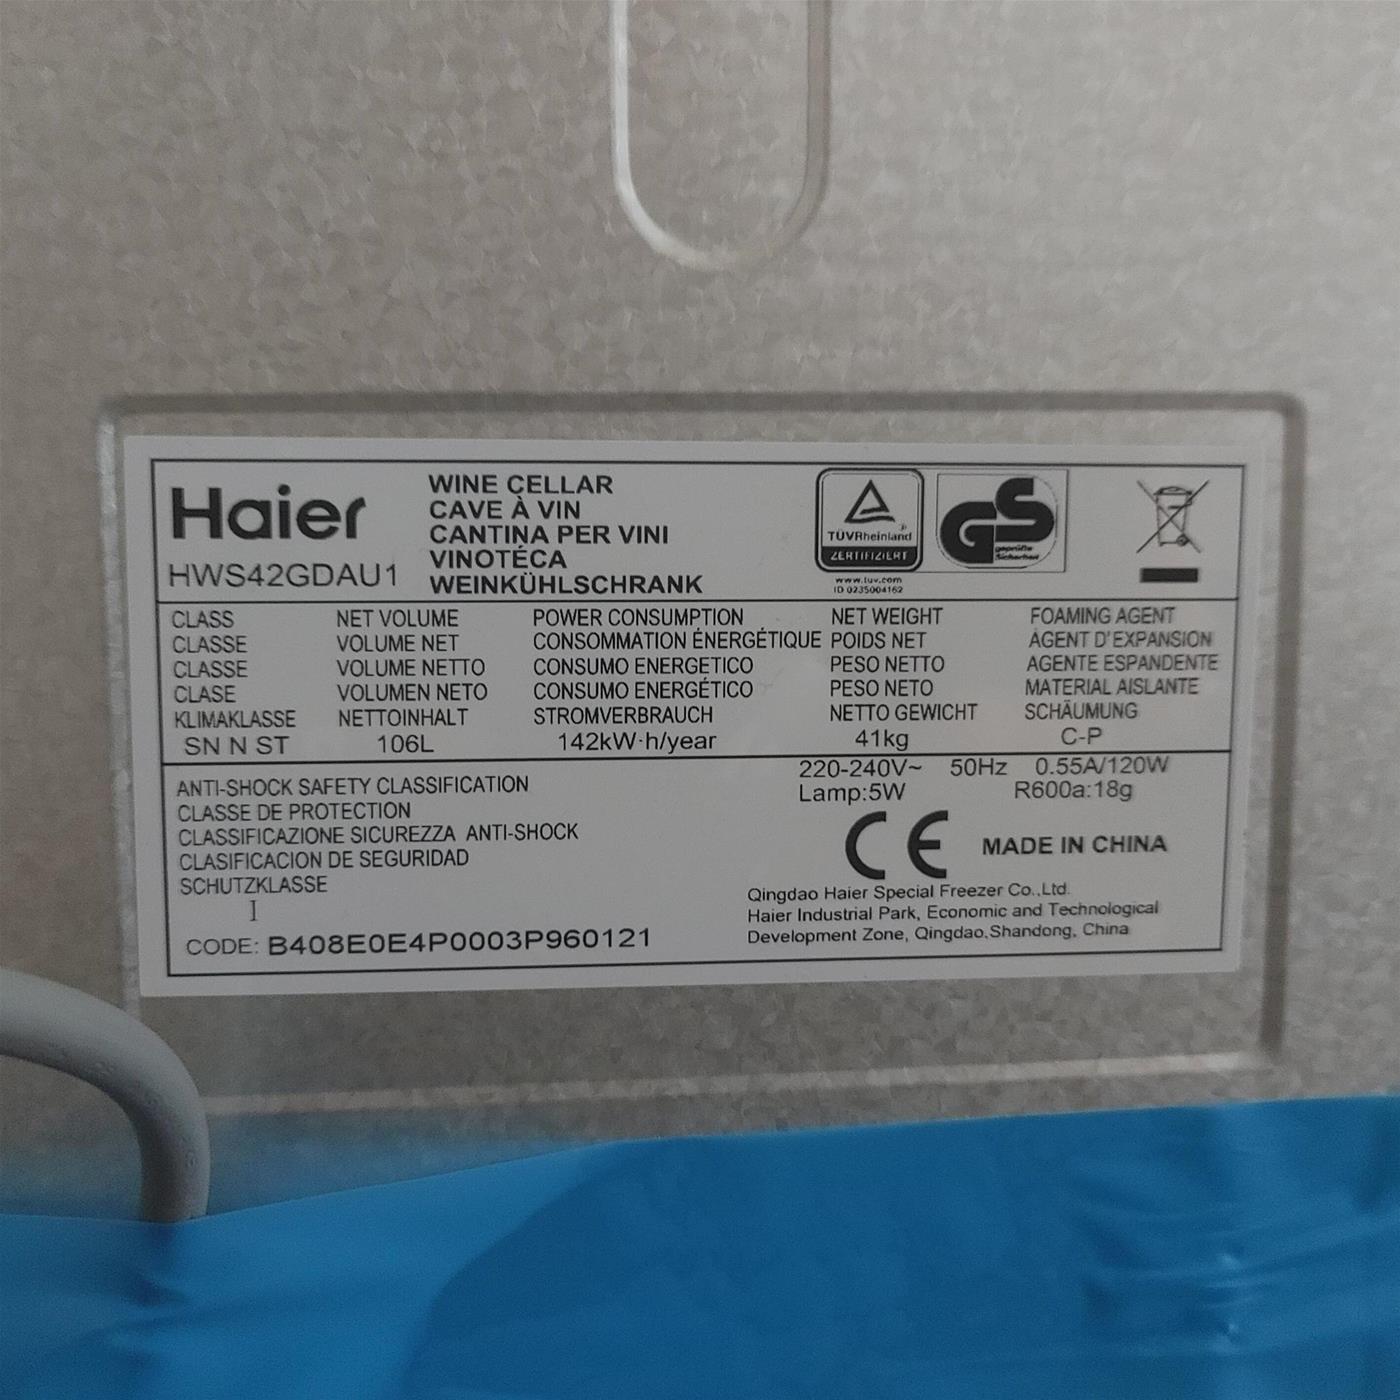 Haier
HWS42GDAU1
WINE CELLAR
CAVE À VIN
CANTINA PER VINI
VINOTÉCA
WEINKÜHLSCHRANK
TÜVRheinland
ZERTIFIZIERT
www.tuv.com
ID 0235004162
GS
geprüfte
Sicherheit
CLASS
CLASSE
CLASSE
CLASE
KLIMAKLASSE
SN N ST
NET VOLUME
VOLUME NET
VOLUME NETTO
VOLUMEN NETO
NETTOINHALT
106L
POWER CONSUMPTION
CONSOMMATION ÉNERGÉTIQUE
CONSUMO ENERGETICO
CONSUMO ENERGÉTICO
STROMVERBRAUCH
142kW·h/year
NET WEIGHT
POIDS NET
PESO NETTO
PESO NETO
NETTO GEWICHT
41kg
FOAMING AGENT
AGENT D'EXPANSION
AGENTE ESPANDENTE
MATERIAL AISLANTE
SCHÄUMUNG
C-P
ANTI-SHOCK SAFETY CLASSIFICATION
CLASSE DE PROTECTION
CLASSIFICAZIONE SICUREZZA ANTI-SHOCK
CLASIFICACION DE SEGURIDAD
SCHUTZKLASSE
I
CODE: B408E0E4P0003P960121
220-240V~ 50Hz 0.55A/120W
Lamp:5W R600a:18g
CE MADE IN CHINA
Qingdao Haier Special Freezer Co.,Ltd.
Haier Industrial Park, Economic and Technological
Development Zone, Qingdao,Shandong, China